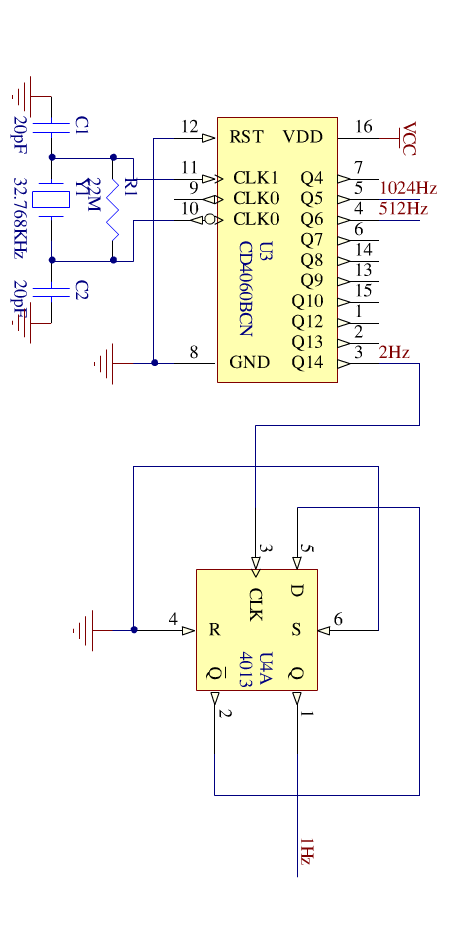 C1
20pF
R1
22M
Y1
32.768KHz
C2
20pF
12
11
9
10
8
RST
CLK1
CLK0
CLK0
GND
U3
CD4060BCN
VDD
Q4
Q5
Q6
Q7
Q8
Q9
Q10
Q12
Q13
Q14
16
7
5
4
6
14
13
15
1
2
3
VCC
1024Hz
512Hz
2Hz
3
5
4
6
CLK
D
R
S
U4A
4013
Q
Q
2
1
1Hz